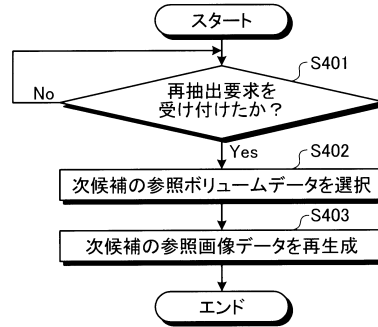 スタート
S401
再抽出要求を
受け付けたか？
No
Yes
S402
次候補の参照ボリュームデータを選択
S403
次候補の参照画像データを再生成
エンド